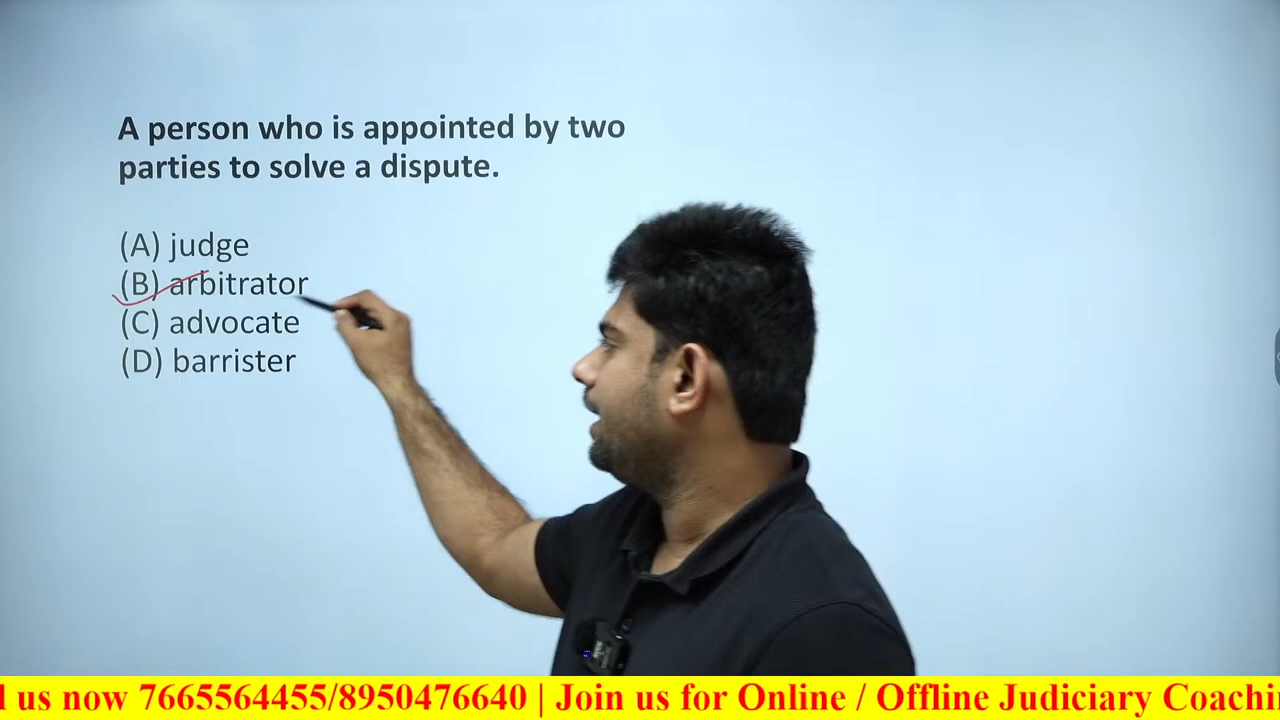 A person who is appointed by two
parties to solve a dispute.
(A) judge
(B) arbitrator
(C) advocate
(D) barrister
us now 7665564455/8950476640 | Join us for Online / Offline Judiciary